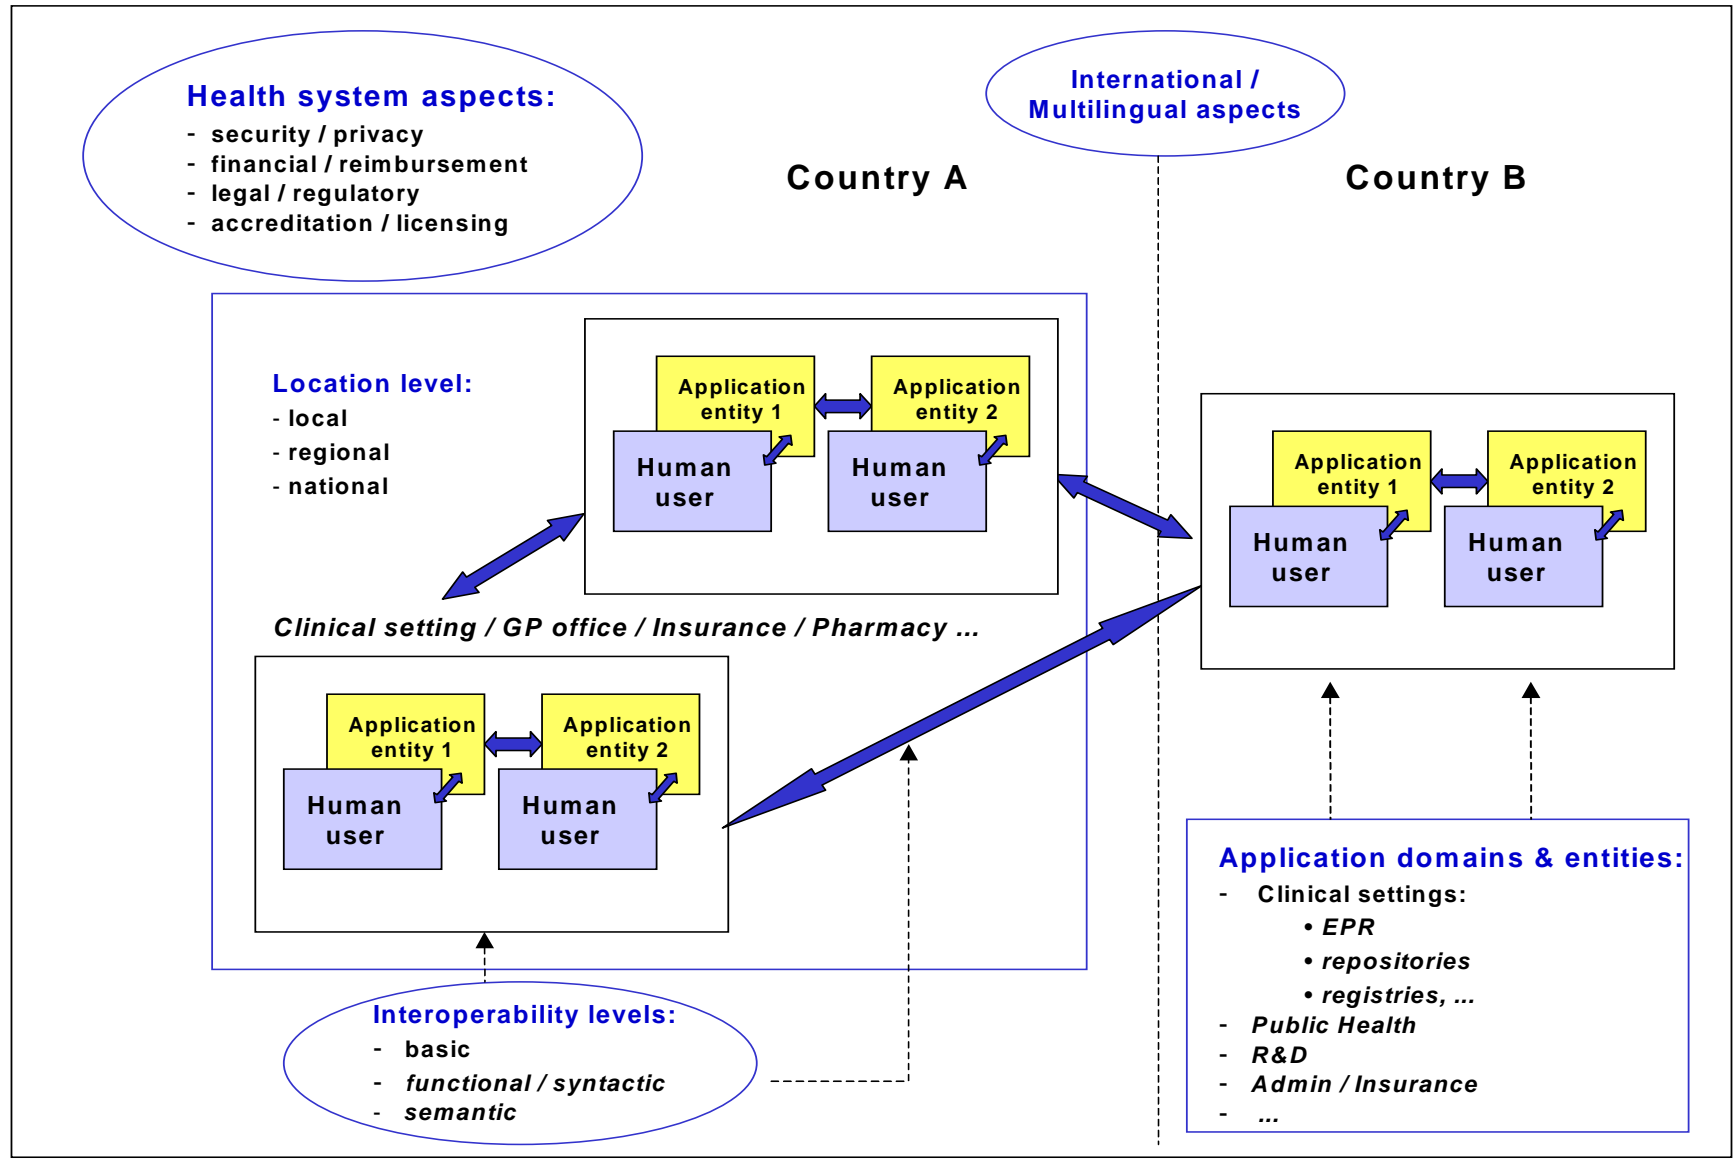 Health system aspects:
- security / privacy
- financial / reimbursement
- legal / regulatory
- accreditation / licensing
International /
Multilingual aspects
Country A
Country B
Location level:
- local
- regional
- national
Application
entity 1
Application
entity 2
Human
user
Human
user
Application
entity 1
Application
entity 2
Human
user
Human
user
Clinical setting / GP office / Insurance / Pharmacy ...
Application
entity 1
Application
entity 2
Human
user
Human
user
Interoperability levels:
- basic
- functional / syntactic
- semantic
Application domains & entities:
- Clinical settings:
• EPR
• repositories
• registries, ...
- Public Health
- R&D
- Admin / Insurance
- ...